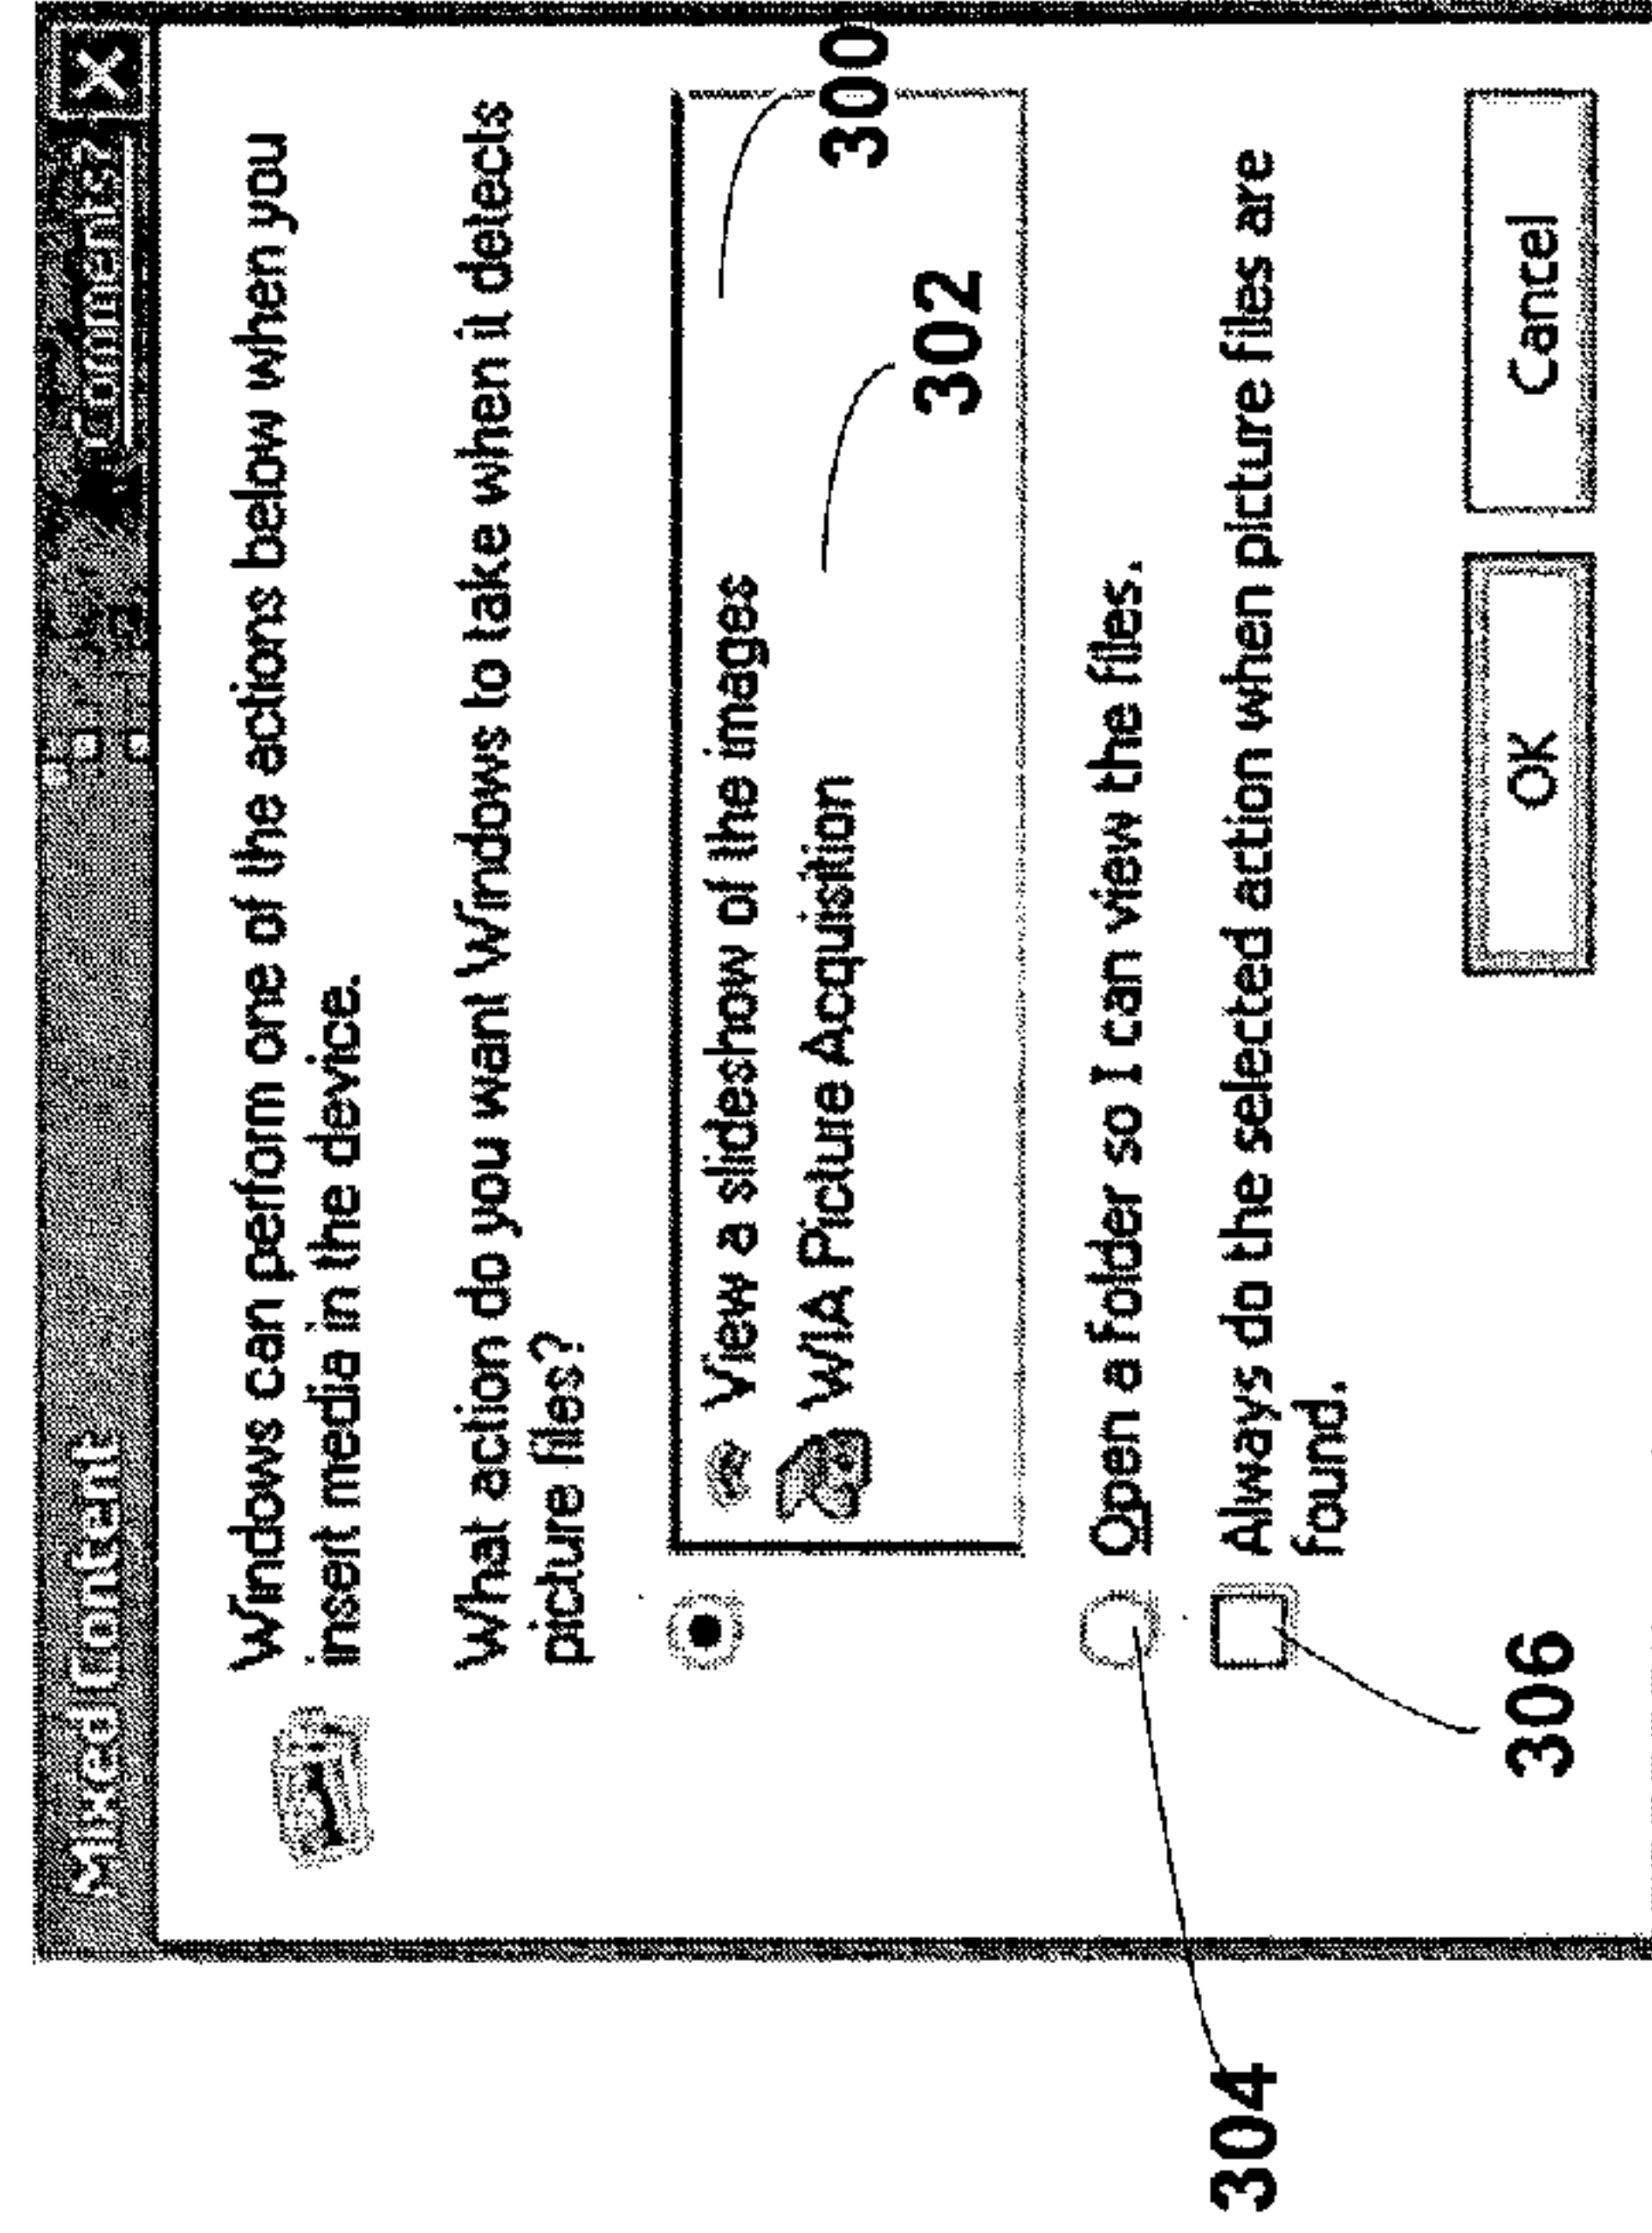 Mixed Content
Comments?
Windows can perform one of the actions below when you
insert media in the device.
What action do you want Windows to take when it detects
picture files?
View a slideshow of the images
300
WIA Picture Acquisition
302
Open a folder so I can view the files.
304
Always do the selected action when picture files are
found.
306
OK
Cancel